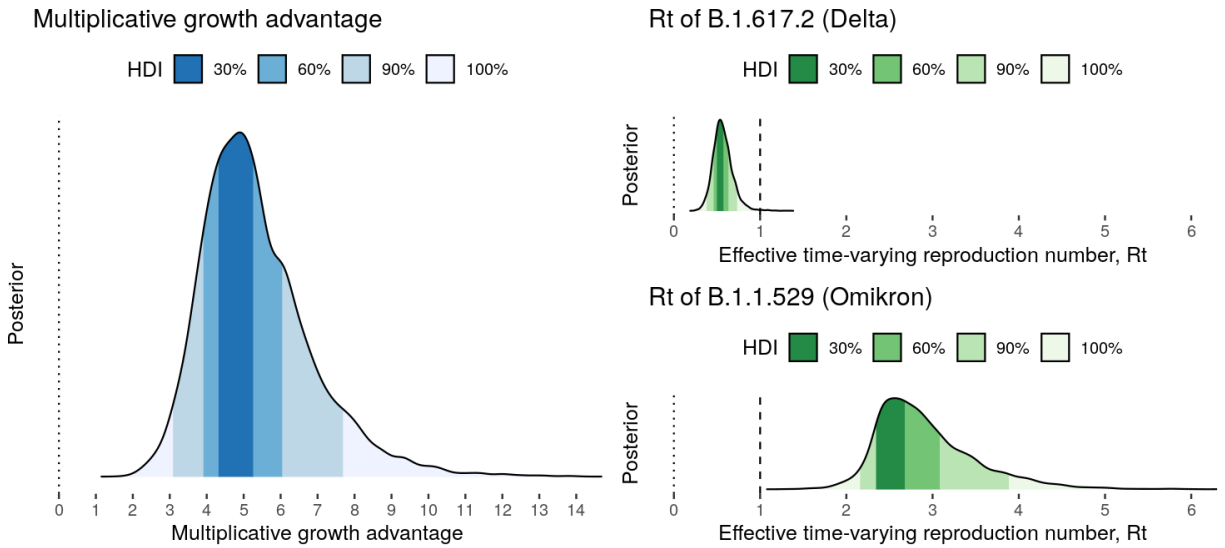 Multiplicative growth advantage
HDI 30% 60% 90% 100%
Posterior
0 1 2 3 4 5 6 7 8 9 10 11 12 13 14
Multiplicative growth advantage
Rt of B.1.617.2 (Delta)
HDI 30% 60% 90% 100%
Posterior
0 1 2 3 4 5 6
Effective time-varying reproduction number, Rt
Rt of B.1.1.529 (Omikron)
HDI 30% 60% 90% 100%
Posterior
0 1 2 3 4 5 6
Effective time-varying reproduction number, Rt